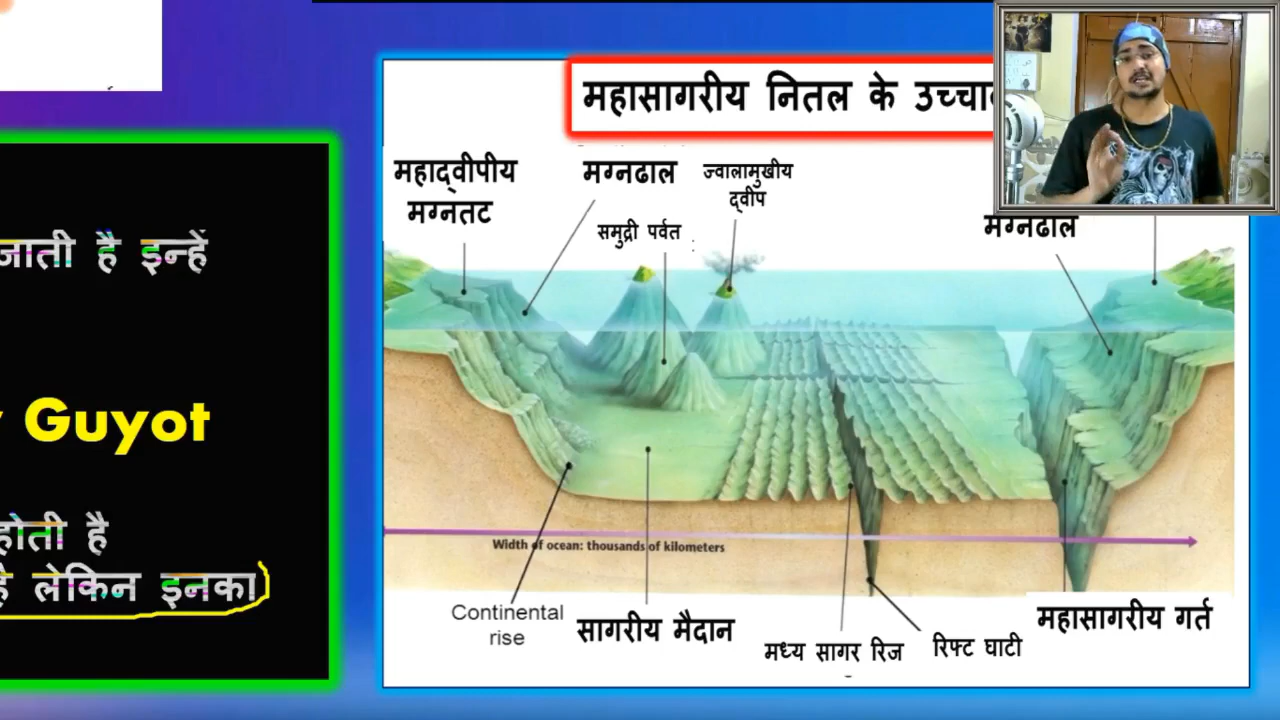 जाती है इन्हें
Guyot
होती है
है लेकिन इनका
महासागरीय नितल के
महाद्वीपीय
मग्नतट
मग्नढाल
ज्वालामुखीय
द्वीप
समुद्री पर्वत
मग्नढाल
Width of ocean: thousands of kilometers
Continental
rise
सागरीय मैदान
मध्य सागर रिज
रिफ्ट घाटी
महासागरीय गर्त